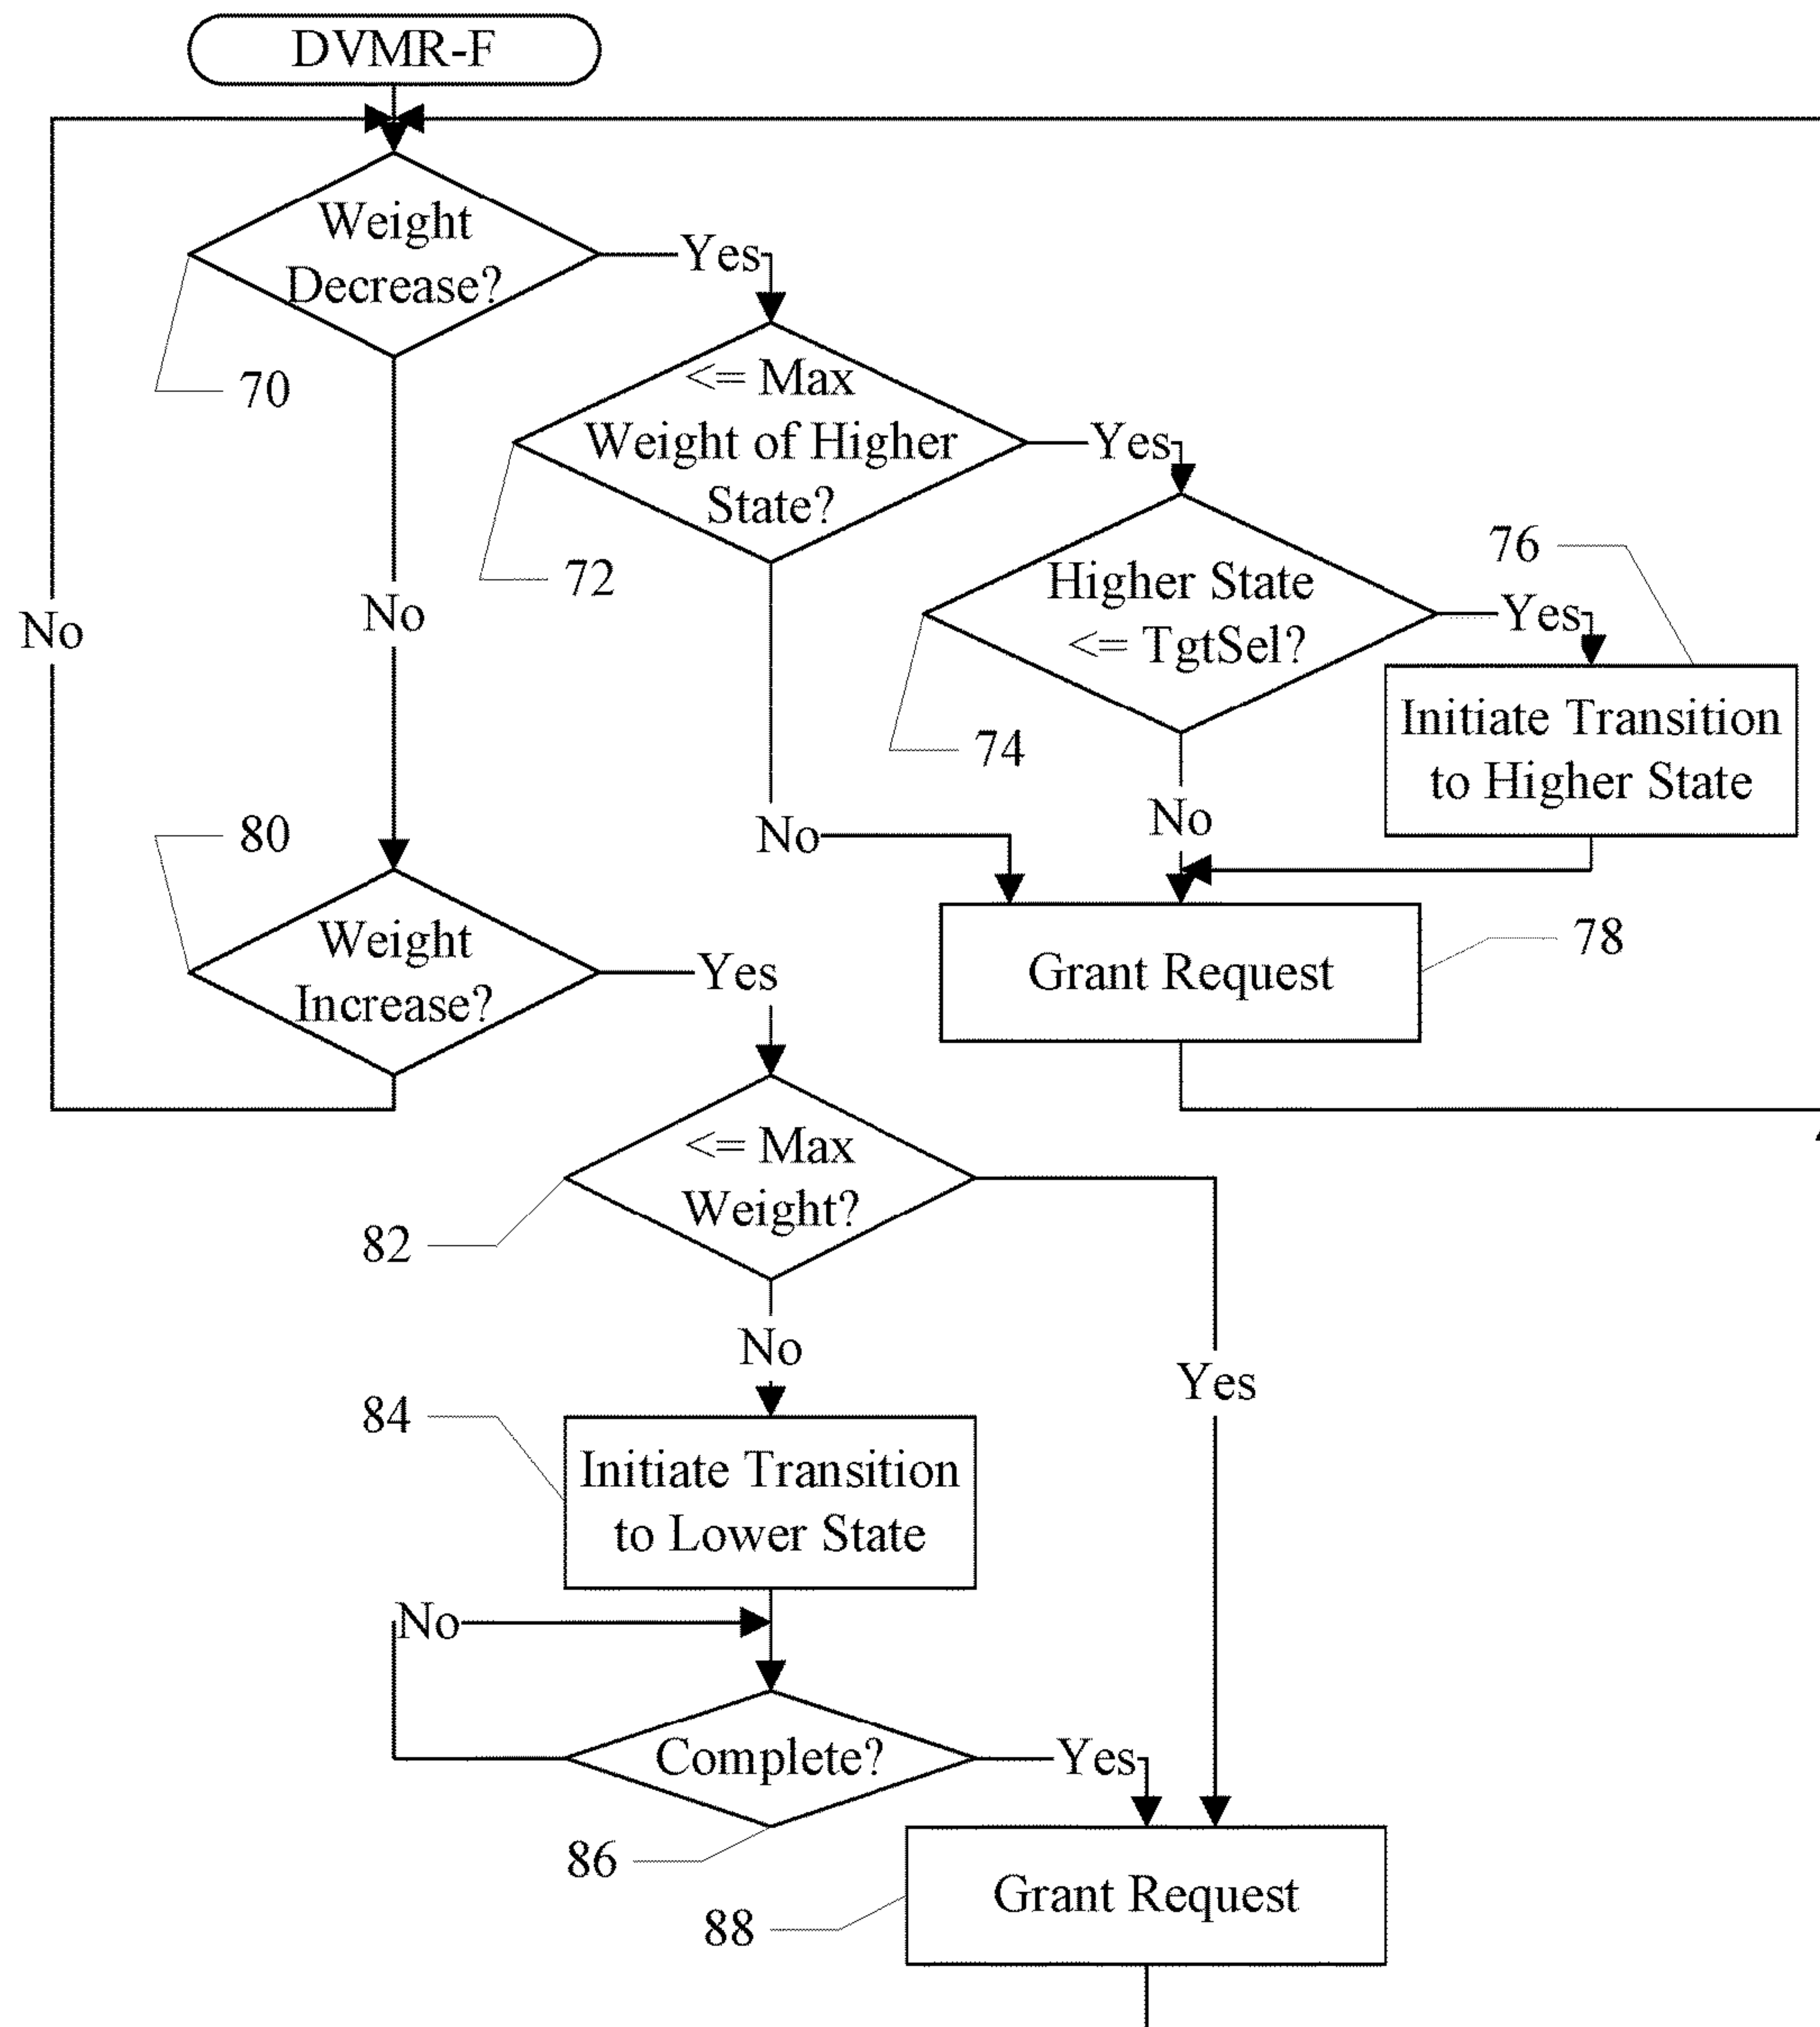 DVMR-F
Weight
Decrease?
Yes
70
<= Max
Weight of Higher
State?
Yes
72
Higher State
<= TgtSel?
Yes
74
76
Initiate Transition
to Higher State
No
No
No
No
80
Weight
Increase?
Yes
Grant Request
78
<= Max
Weight?
82
No
Yes
84
Initiate Transition
to Lower State
No
Complete?
Yes
86
Grant Request
88